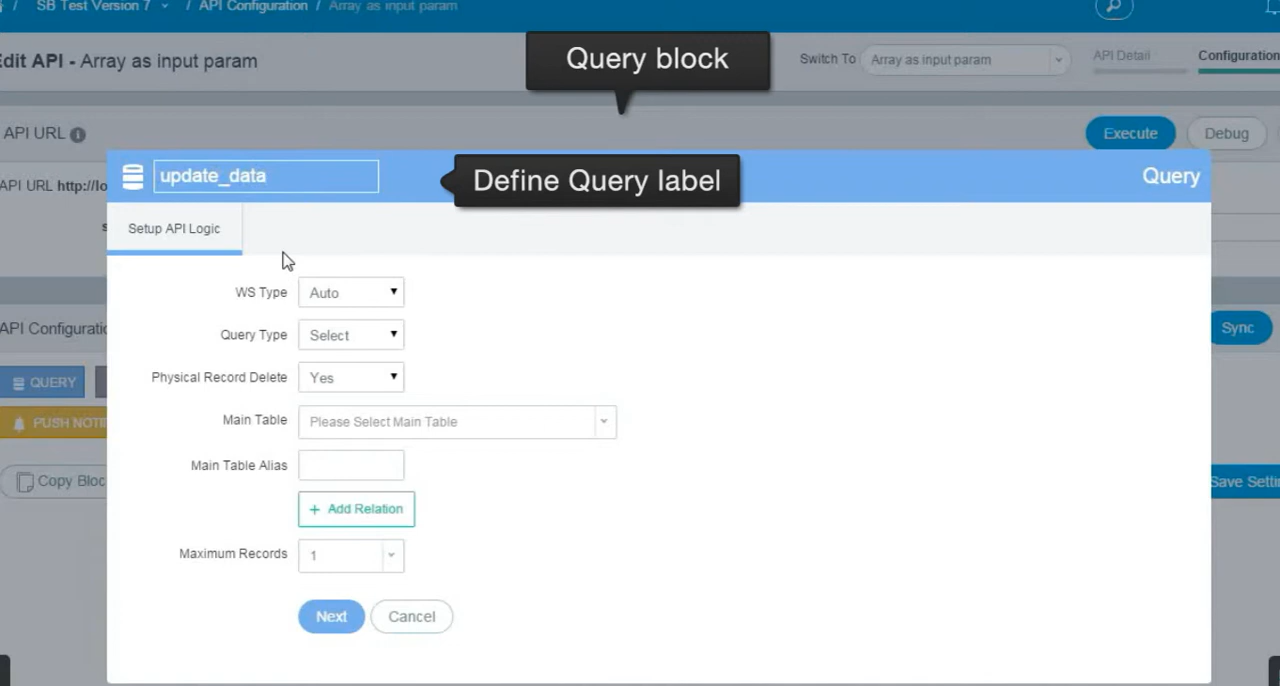 / SB Test Version 7 / API Configuration / Array as input param
Edit API - Array as input param
Query block
Switch To Array as input param
API Detail
Configuration
API URL
Execute
Debug
API URL http://lo
update_data
Define Query label
Query
Setup API Logic
WS Type Auto
Query Type Select
API Configuratio
Sync
Physical Record Delete Yes
QUERY
Main Table Please Select Main Table
PUSH NOTI
Main Table Alias
Copy Bloc
Save Setti
+ Add Relation
Maximum Records 1
Next
Cancel